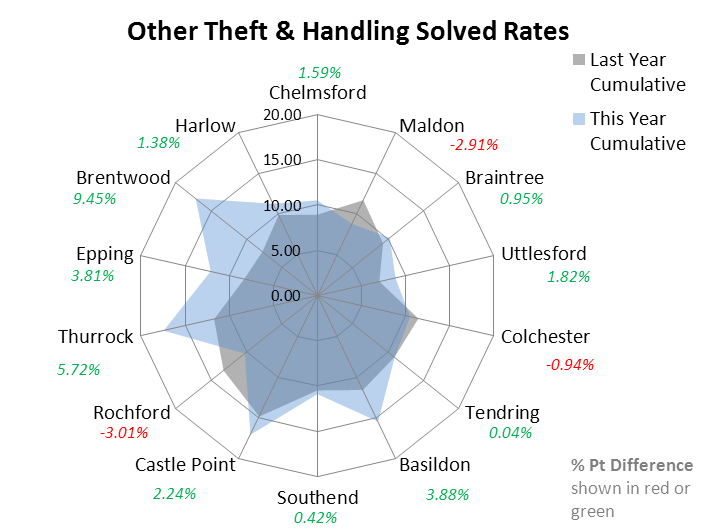 Other Theft & Handling Solved Rates
Last Year
Cumulative
This Year
Cumulative
1.59%
Chelmsford
20.00
15.00
10.00
5.00
0.00
Maldon
-2.91%
Braintree
0.95%
Uttlesford
1.82%
Colchester
-0.94%
Tendring
0.04%
Basildon
3.88%
Southend
0.42%
Castle Point
2.24%
Rochford
-3.01%
Thurrock
5.72%
Epping
3.81%
Brentwood
9.45%
Harlow
1.38%
% Pt Difference
shown in red or
green